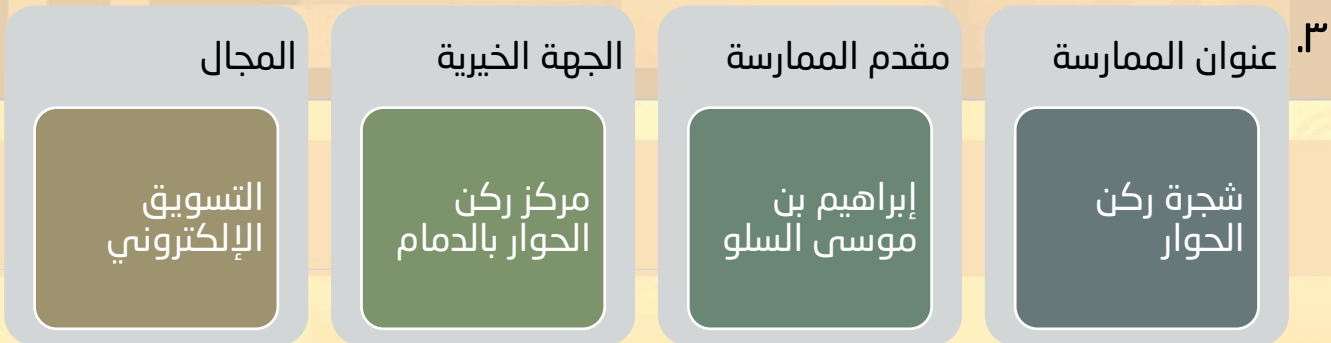 ٣.
عنوان الممارسة
شجرة ركن
الحوار
مقدم الممارسة
إبراهيم بن
موسى السلو
الجهة الخيرية
مركز ركن
الحوار بالدمام
المجال
التسويق
الإلكتروني